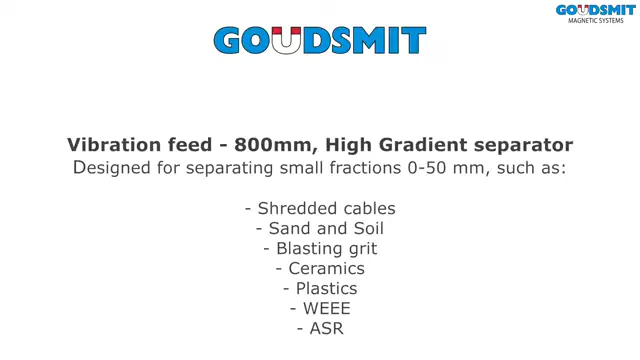 GOUDSMIT
MAGNETIC SYSTEMS
GOUDSMIT
Vibration feed - 800mm, High Gradient separator
Designed for separating small fractions 0-50 mm, such as:
- Shredded cables
- Sand and Soil
- Blasting grit
- Ceramics
- Plastics
- WEEE
- ASR